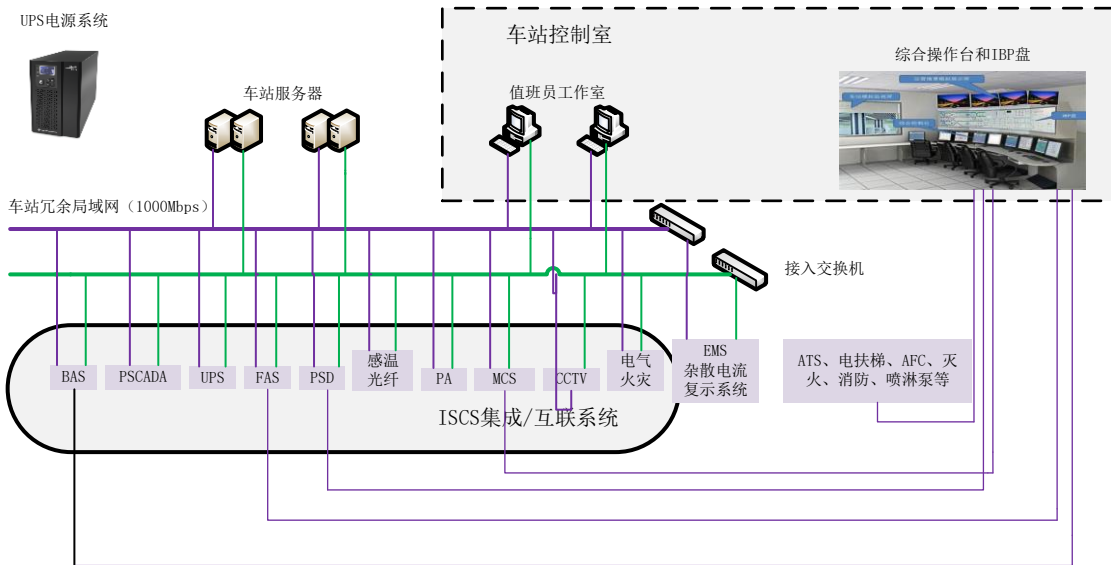 UPS电源系统
车站控制室
综合操作台和IBP盘
车站服务器
值班员工作室
车站冗余局域网（1000Mbps）
接入交换机
BAS
PSCADA
UPS
FAS
PSD
感温
光纤
PA
MCS
CCTV
电气
火灾
EMS
杂散电流
复示系统
ATS、电扶梯、AFC、灭
火、消防、喷淋泵等
ISCS集成/互联系统